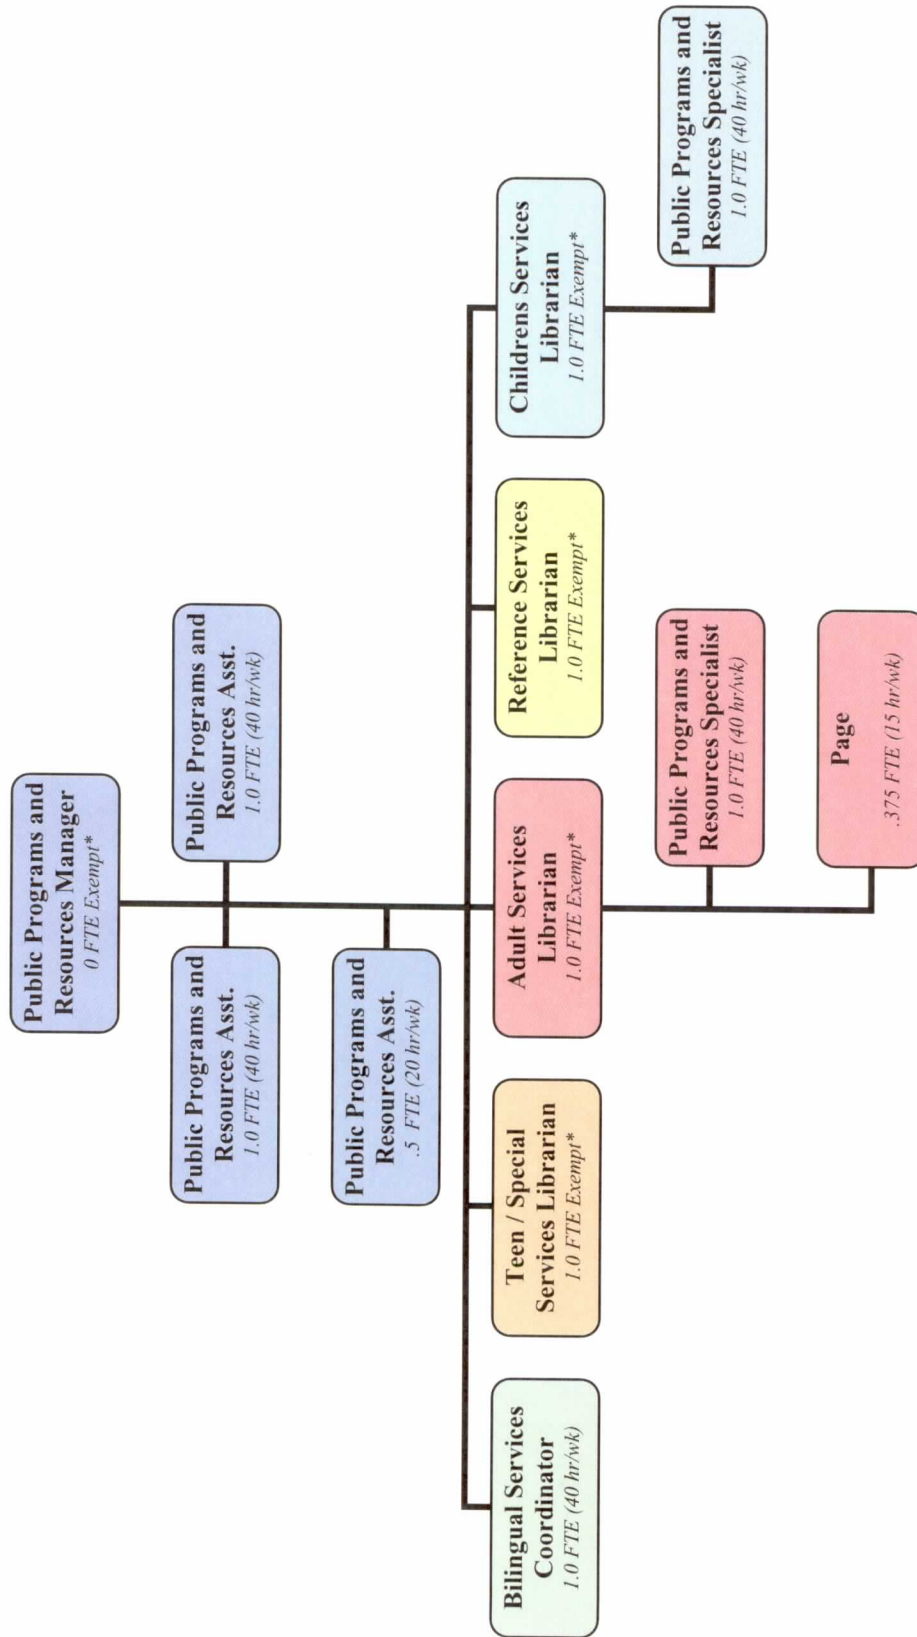 Public Programs and
Resources Manager
0 FTE Exempt*
Public Programs and
Resources Asst.
1.0 FTE (40 hr/wk)
Public Programs and
Resources Asst.
1.0 FTE (40 hr/wk)
Public Programs and
Resources Asst.
.5 FTE (20 hr/wk)
Bilingual Services
Coordinator
1.0 FTE (40 hr/wk)
Teen / Special
Services Librarian
1.0 FTE Exempt*
Adult Services
Librarian
1.0 FTE Exempt*
Reference Services
Librarian
1.0 FTE Exempt*
Childrens Services
Librarian
1.0 FTE Exempt*
Public Programs and
Resources Specialist
1.0 FTE (40 hr/wk)
Public Programs and
Resources Specialist
1.0 FTE (40 hr/wk)
Page
.375 FTE (15 hr/wk)